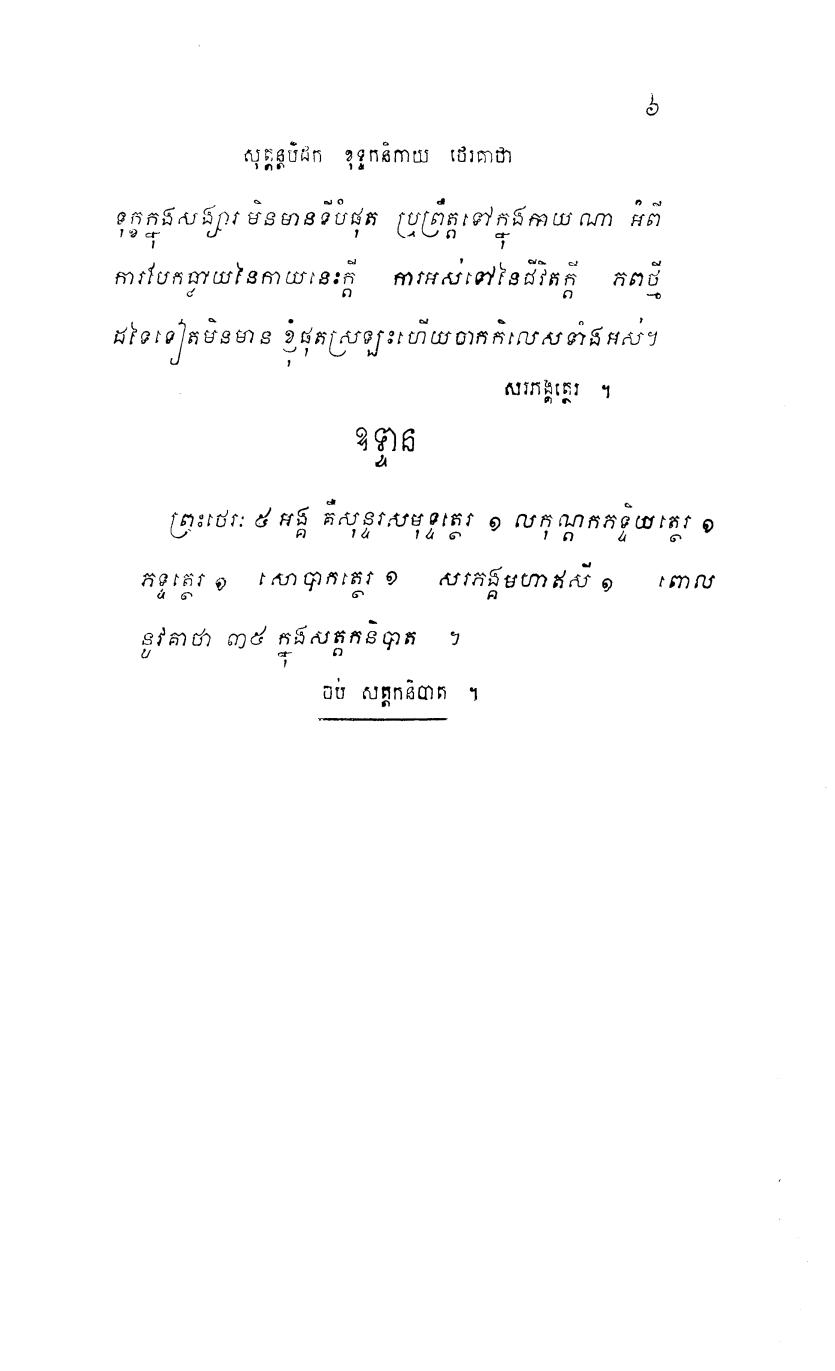 ៦
សុត្តន្តបិដក ខុទ្ទកនិកាយ ថេរគាថា
ទុក្ខក្នុងសង្សារ មិនមានទីបំផុត ប្រព្រឹត្តទៅក្នុងកាយ ណា អំពី
ការបែកធ្លាយនៃកាយនេះក្តី ការអស់ទៅនៃជីវិតក្តី ភពថ្មី
ដទៃទៀតមិនមាន ខ្ញុំផុតស្រឡះហើយចាកកិលេសទាំងអស់។
សរភង្គត្ថេរ ។
ឧទ្ទាន
ព្រះថេរៈ ៥ អង្គ គឺសុន្ទរសមុទ្ទត្ថេរ ១ លកុណ្ដកភទ្ទិយត្ថេរ ១
ភទ្ទត្ថេរ ១ សោបាកត្ថេរ ១ សរភង្គមហាឥសី ១ ពោល
នូវគាថា ៣៥ ក្នុងសត្តកនិបាត ។
ចប់ សត្តកនិបាត ។